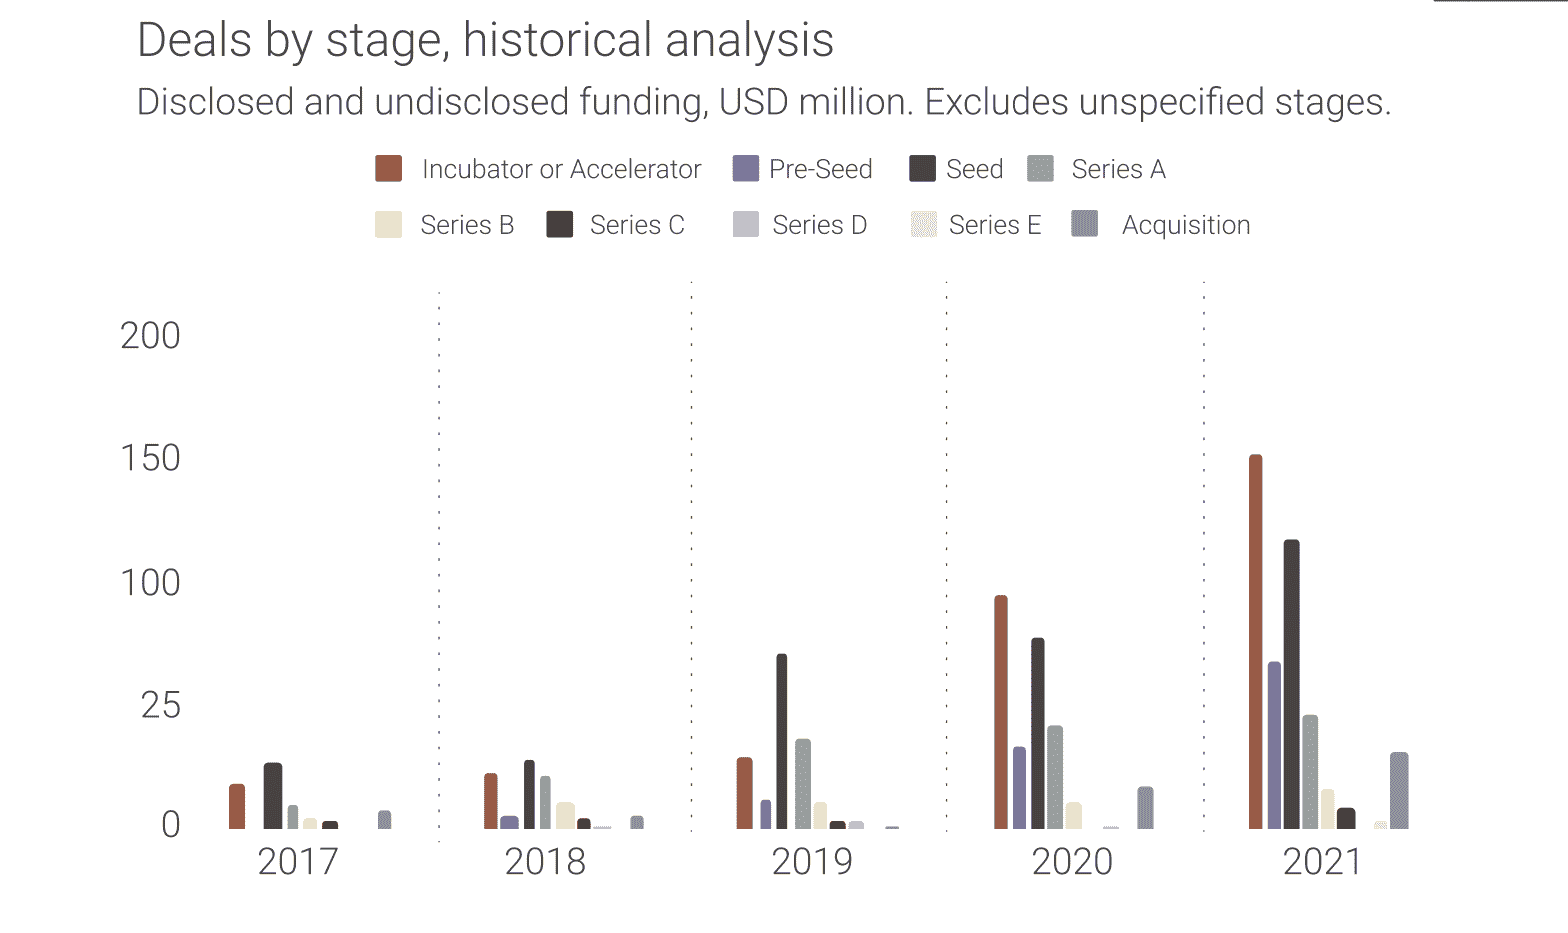 Deals by stage, historical analysis
Disclosed and undisclosed funding, USD million. Excludes unspecified stages.
Incubator or Accelerator Pre-Seed Seed Series A
Series B Series C Series D Series E Acquisition
200
150
100
25
0
2017 2018 2019 2020 2021